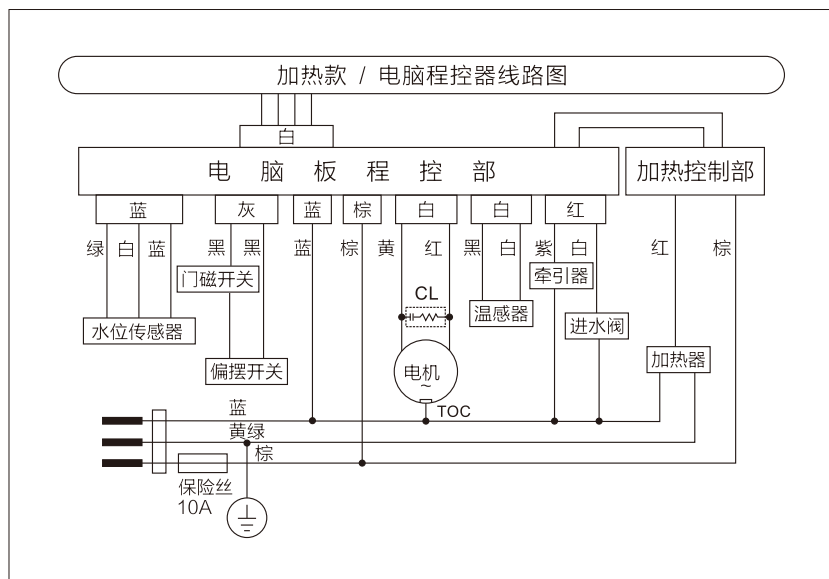 加热款 / 电脑程控器线路图
白
电脑板程控部
加热控制部
蓝 灰 蓝 棕 白 白 红
绿 白 蓝 黑 黑 蓝 棕 黄 红 黑 白 紫 白 红 棕
门磁开关
牵引器
CL
温感器
水位传感器
进水阀
加热器
偏摆开关
电机
~
TOC
蓝
黄绿
棕
保险丝
10A